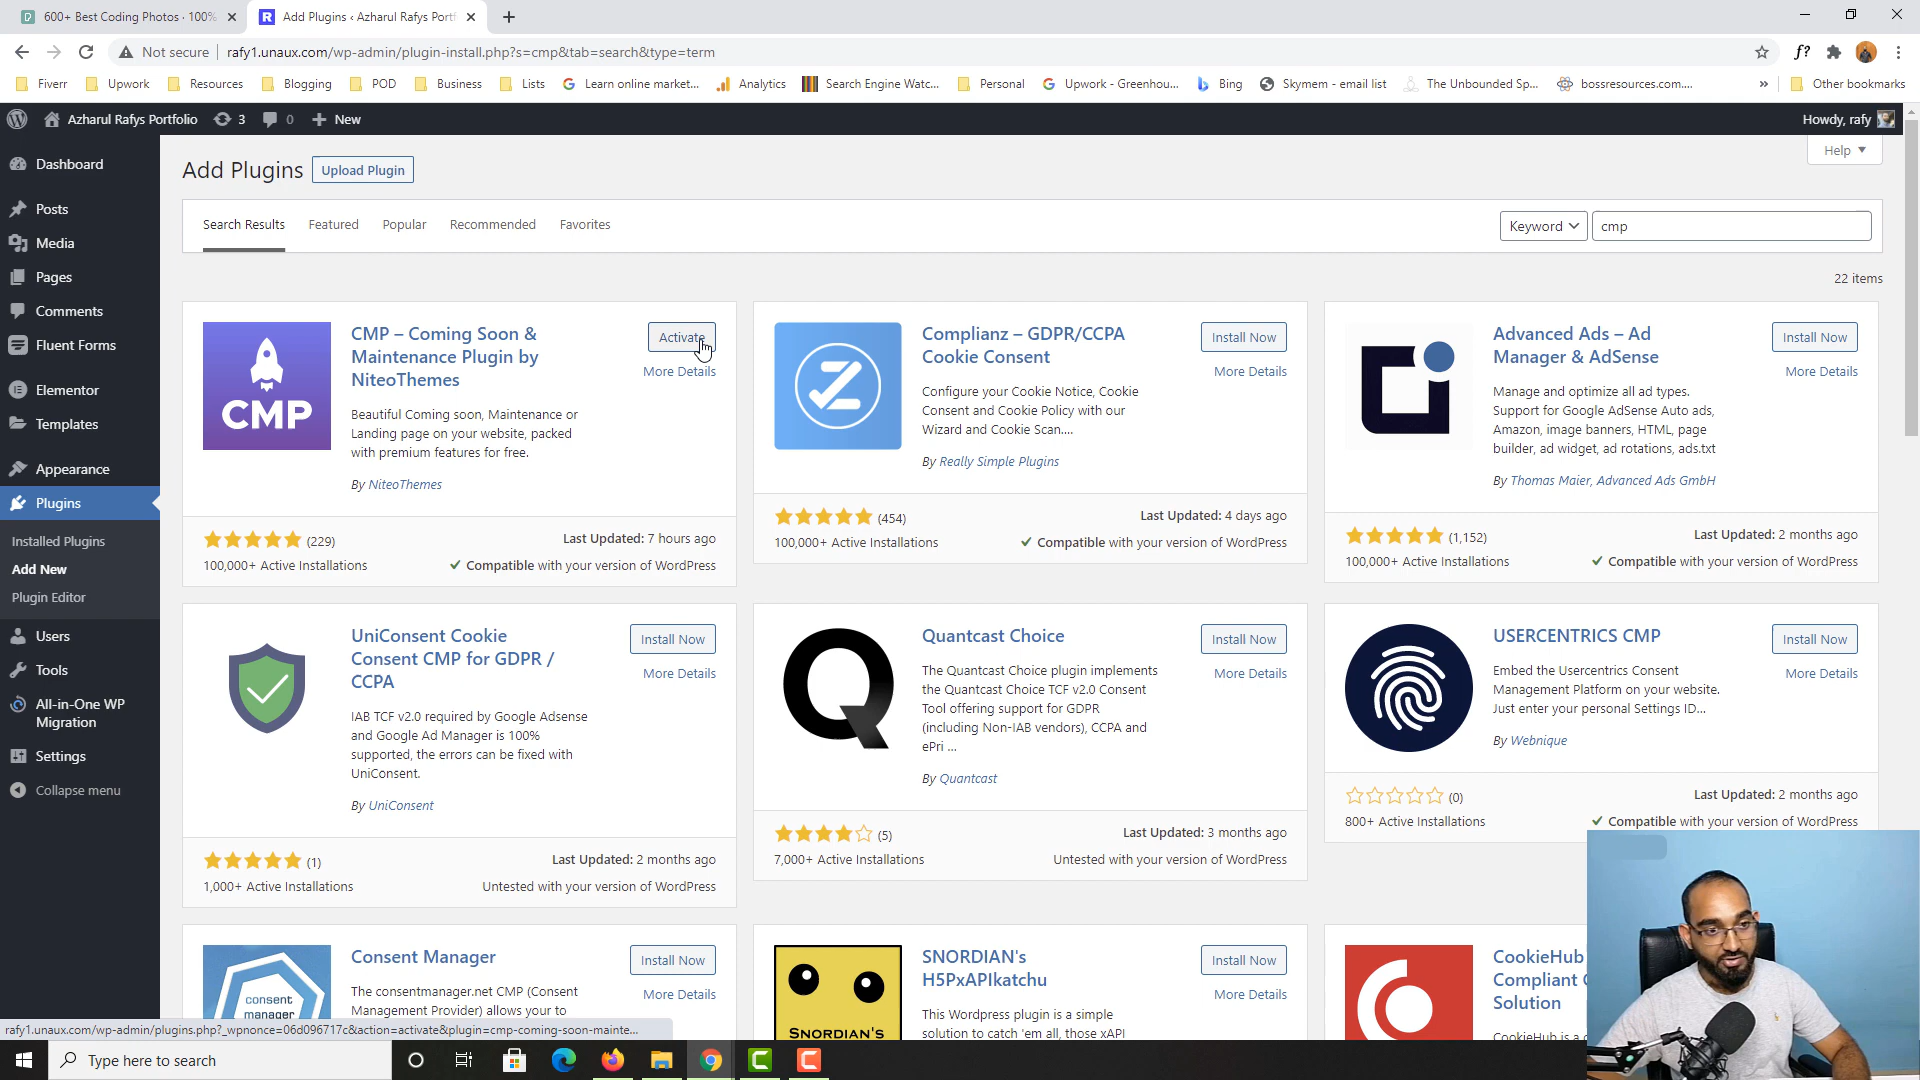 600+ Best Coding Photos · 100%
Add Plugins ‹ Azharul Rafys Portf
Not secure
rafy1.unaux.com/wp-admin/plugin-install.php?s=cmp&tab=search&type=term
f?
Fiverr
Upwork
Resources
Blogging
POD
Business
Lists
Learn online market...
Analytics
Search Engine Watc...
Personal
Upwork - Greenhou...
Bing
Skymem - email list
The Unbounded Sp...
bossresources.com....
»
Other bookmarks
Azharul Rafys Portfolio
3
0
New
Howdy, rafy
Dashboard
Posts
Media
Pages
Comments
Fluent Forms
Elementor
Templates
Appearance
Plugins
Installed Plugins
Add New
Plugin Editor
Users
Tools
All-in-One WP
Migration
Settings
Collapse menu
Help
Add Plugins
Upload Plugin
Search Results
Featured
Popular
Recommended
Favorites
Keyword
cmp
22 items
CMP
CMP – Coming Soon &
Maintenance Plugin by
NiteoThemes
Activate
More Details
Beautiful Coming soon, Maintenance or
Landing page on your website, packed
with premium features for free.
By NiteoThemes
(229)
Last Updated: 7 hours ago
100,000+ Active Installations
Compatible with your version of WordPress
Complianz – GDPR/CCPA
Cookie Consent
Install Now
More Details
Configure your Cookie Notice, Cookie
Consent and Cookie Policy with our
Wizard and Cookie Scan....
By Really Simple Plugins
(454)
Last Updated: 4 days ago
100,000+ Active Installations
Compatible with your version of WordPress
Advanced Ads – Ad
Manager & AdSense
Install Now
More Details
Manage and optimize all ad types.
Support for Google AdSense Auto ads,
Amazon, image banners, HTML, page
builder, ad widget, ad rotations, ads.txt
By Thomas Maier, Advanced Ads GmbH
(1,152)
Last Updated: 2 months ago
100,000+ Active Installations
Compatible with your version of WordPress
UniConsent Cookie
Consent CMP for GDPR /
CCPA
Install Now
More Details
IAB TCF v2.0 required by Google Adsense
and Google Ad Manager is 100%
supported, the errors can be fixed with
UniConsent.
By UniConsent
(1)
Last Updated: 2 months ago
1,000+ Active Installations
Untested with your version of WordPress
Quantcast Choice
Install Now
More Details
The Quantcast Choice plugin implements
the Quantcast Choice TCF v2.0 Consent
Tool offering support for GDPR
(including Non-IAB vendors), CCPA and
ePri ...
By Quantcast
(5)
Last Updated: 3 months ago
7,000+ Active Installations
Untested with your version of WordPress
USERCENTRICS CMP
Install Now
More Details
Embed the Usercentrics Consent
Management Platform on your website.
Just enter your personal Settings ID...
By Webnique
(0)
Last Updated: 2 months ago
800+ Active Installations
Compatible with your version of WordPress
consent
manager
Consent Manager
Install Now
More Details
The consentmanager.net CMP (Consent
Management Provider) allows your to
SNORDIAN'S
SNORDIAN's
H5PxAPIkatchu
Install Now
More Details
This Wordpress plugin is a simple
solution to catch 'em all, those xAPI
CookieHub
Compliant
Solution
CookieHub is a
rafy1.unaux.com/wp-admin/plugins.php?_wpnonce=06d096717c&action=activate&plugin=cmp-coming-soon-mainte...
Type here to search